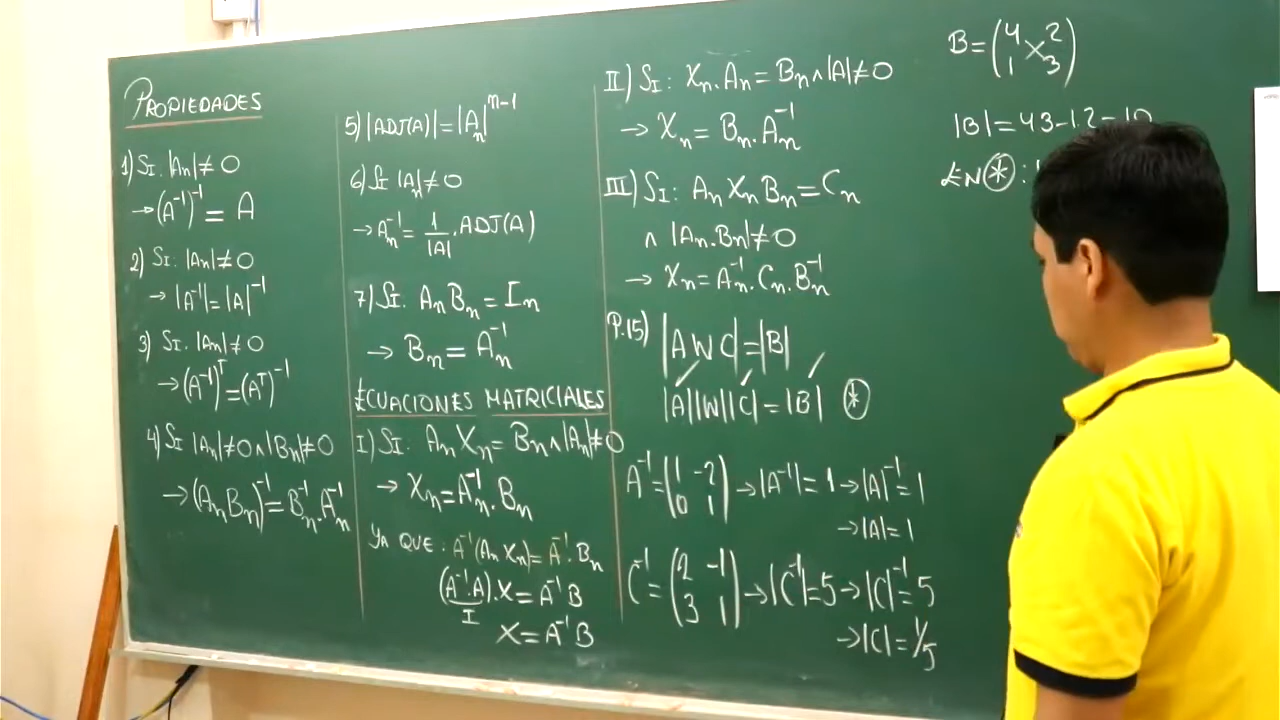 PROPIEDADES
1) SI: |An| ≠ 0
→ (A⁻¹)⁻¹ = A
2) SI: |An| ≠ 0
→ |A⁻¹| = |A|⁻¹
3) SI: |An| ≠ 0
→ (A⁻¹)ᵀ = (Aᵀ)⁻¹
4) SI |An| ≠ 0 ∧ |Bn| ≠ 0
→ (An Bn)⁻¹ = Bn⁻¹. An⁻¹
5) |ADJ(A)| = |An|ⁿ⁻¹
6) SI |An| ≠ 0
→ An⁻¹ = 1/|A| . ADJ(A)
7) SI: An Bn = In
→ Bn = An⁻¹
ECUACIONES MATRICIALES
I) SI: An Xn = Bn ∧ |An| ≠ 0
→ Xn = An⁻¹. Bn
YA QUE: A⁻¹(An Xn) = A⁻¹. Bn
(A⁻¹.A).X = A⁻¹ B
I
X = A⁻¹ B
II) SI: Xn. An = Bn ∧ |A| ≠ 0
→ Xn = Bn. An⁻¹
III) SI: An Xn Bn = Cn
∧ |An. Bn| ≠ 0
→ Xn = An⁻¹. Cn. Bn⁻¹
P.15) |A W C| = |B|
|A||W||C| = |B| (*)
A⁻¹ = (1 -2
0 1) → |A⁻¹| = 1 → |A|⁻¹ = 1
→ |A| = 1
C⁻¹ = (2 -1
3 1) → |C⁻¹| = 5 → |C|⁻¹ = 5
→ |C| = 1/5
B = (4 x 2
1 3)
|B| = 4·3 - 1.2 = 10
EN (*):